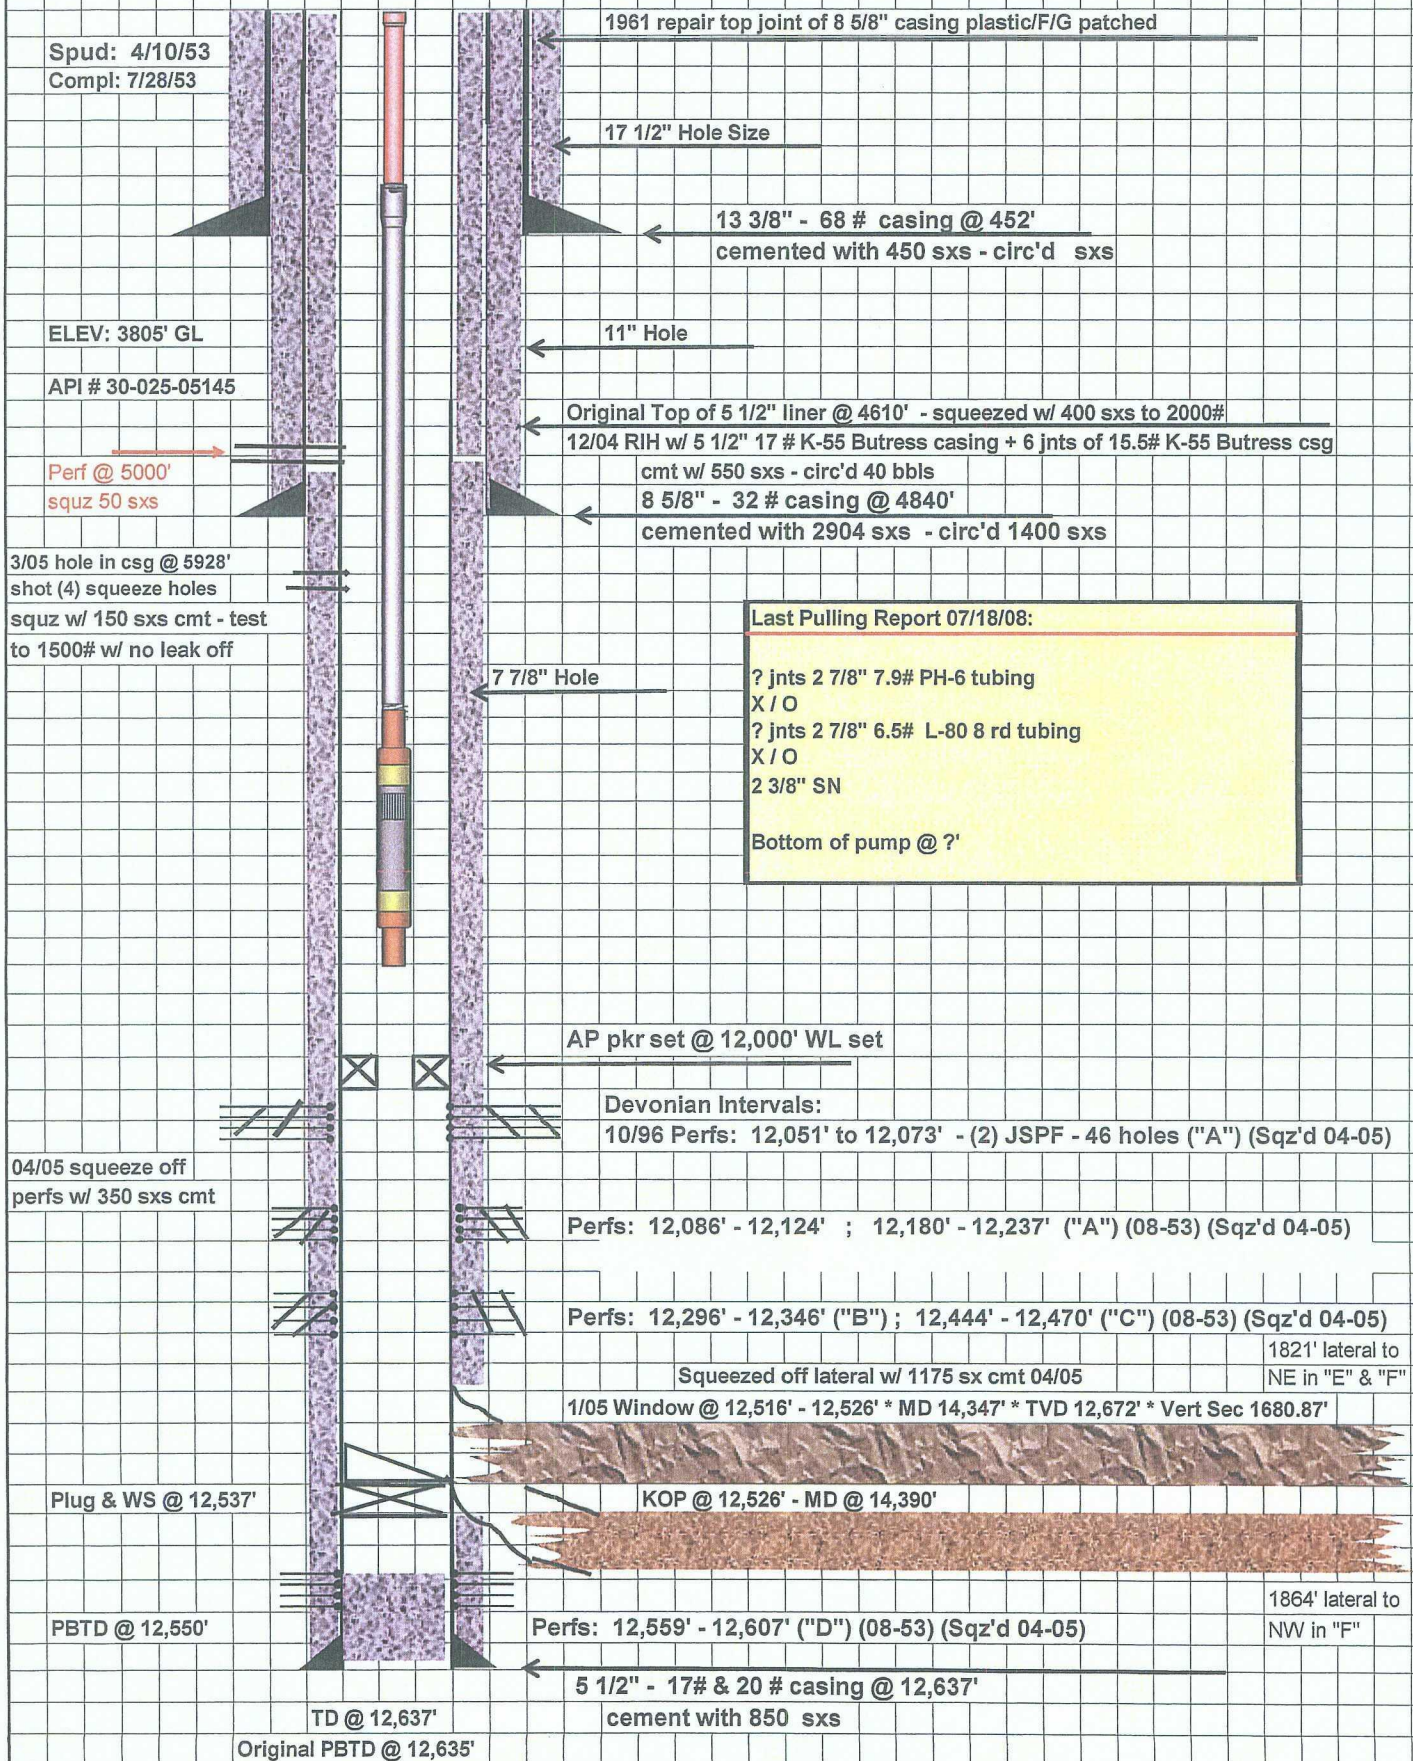 1961 repair top joint of 8 5/8" casing plastic/F/G patched
Spud: 4/10/53
Compl: 7/28/53
17 1/2" Hole Size
13 3/8" - 68 # casing @ 452'
cemented with 450 sxs - circ'd sxs
ELEV: 3805' GL
11" Hole
API # 30-025-05145
Original Top of 5 1/2" liner @ 4610' - squeezed w/ 400 sxs to 2000#
12/04 RIH w/ 5 1/2" 17 # K-55 Butress casing + 6 jnts of 15.5# K-55 Butress csg
cmt w/ 550 sxs - circ'd 40 bbls
Perf @ 5000'
squz 50 sxs
8 5/8" - 32 # casing @ 4840'
cemented with 2904 sxs - circ'd 1400 sxs
3/05 hole in csg @ 5928'
shot (4) squeeze holes
squz w/ 150 sxs cmt - test
to 1500# w/ no leak off
Last Pulling Report 07/18/08:
? jnts 2 7/8" 7.9# PH-6 tubing
X / O
? jnts 2 7/8" 6.5# L-80 8 rd tubing
X / O
2 3/8" SN
Bottom of pump @ ?'
7 7/8" Hole
AP pkr set @ 12,000' WL set
Devonian Intervals:
10/96 Perfs: 12,051' to 12,073' - (2) JSPF - 46 holes ("A") (Sqz'd 04-05)
04/05 squeeze off
perfs w/ 350 sxs cmt
Perfs: 12,086' - 12,124' ; 12,180' - 12,237' ("A") (08-53) (Sqz'd 04-05)
Perfs: 12,296' - 12,346' ("B") ; 12,444' - 12,470' ("C") (08-53) (Sqz'd 04-05)
1821' lateral to
NE in "E" & "F"
Squeezed off lateral w/ 1175 sx cmt 04/05
1/05 Window @ 12,516' - 12,526' * MD 14,347' * TVD 12,672' * Vert Sec 1680.87'
Plug & WS @ 12,537'
KOP @ 12,526' - MD @ 14,390'
1864' lateral to
NW in "F"
PBTD @ 12,550'
Perfs: 12,559' - 12,607' ("D") (08-53) (Sqz'd 04-05)
5 1/2" - 17# & 20 # casing @ 12,637'
cement with 850 sxs
TD @ 12,637'
Original PBTD @ 12,635'